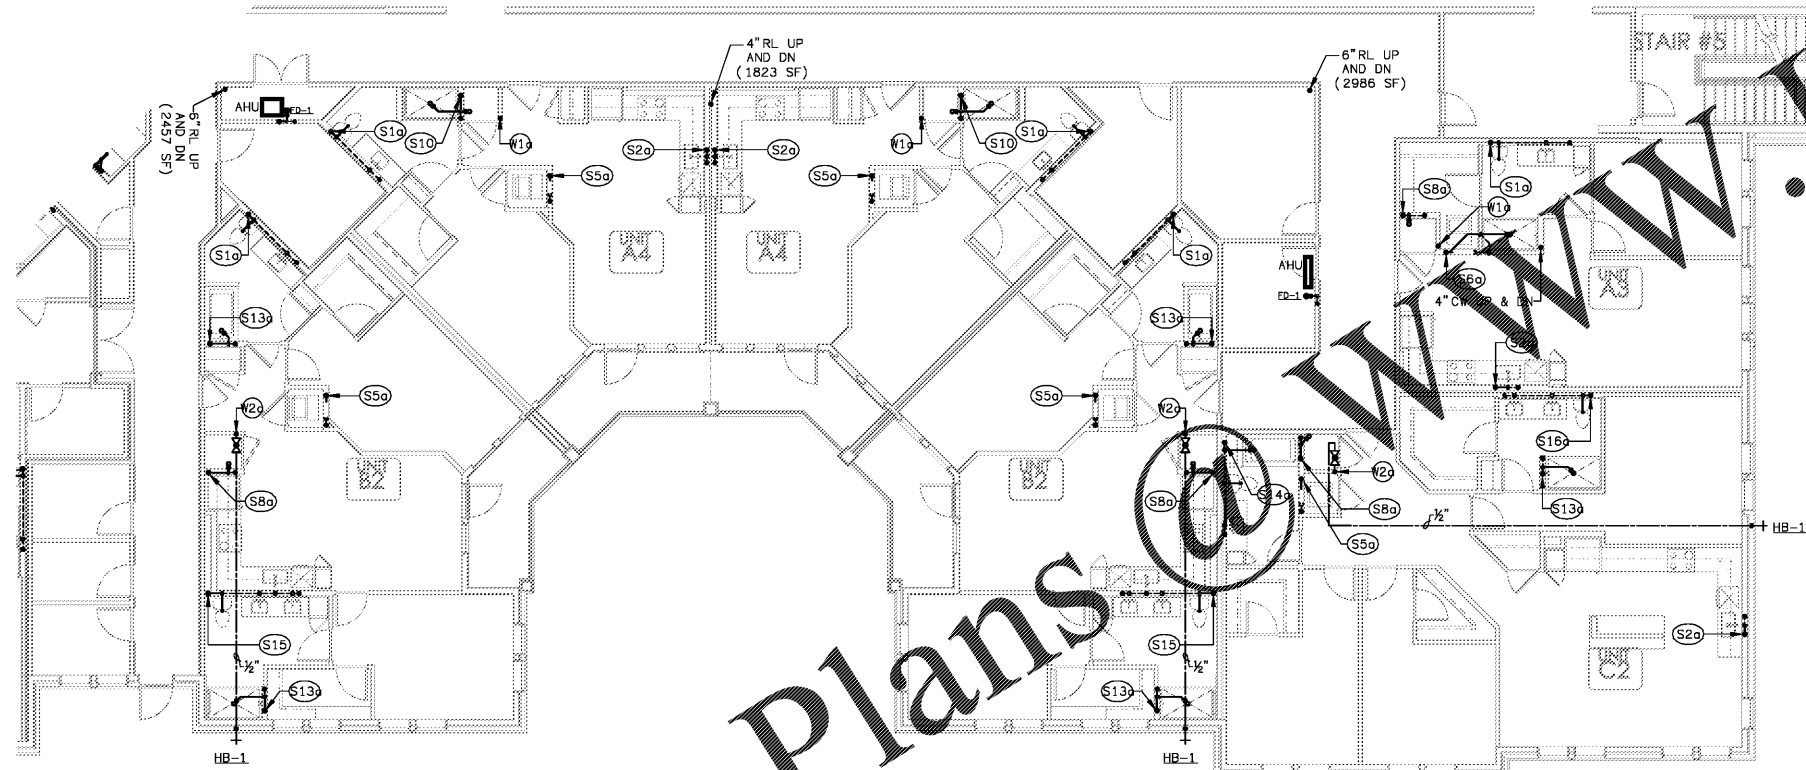 STAIR #5
4" RL UP
AND DN
(1823 SF)
6" RL UP
AND DN
(2986 SF)
6" RL UP
AND DN
(2457 SF)
AHU
FD-1
S1a
S10
W1a
S2a
S2a
W1a
S10
S1a
S5a
S5a
S1a
S8a
W1a
S1a
S1a
UNIT
A4
UNIT
A4
AHU
FD-1
S6a
4" CW UP & DN
UNIT
A3
S13a
S13a
S5a
S5a
W2a
W2a
S16a
UNIT
B2
UNIT
B2
W2a
S8a
S8a
S14a
S8a
S13a
½"
HB-1
S5a
S15
S15
S2a
½"
½"
UNIT
C2
S13a
S13a
HB-1
HB-1
Plans @ WWW.